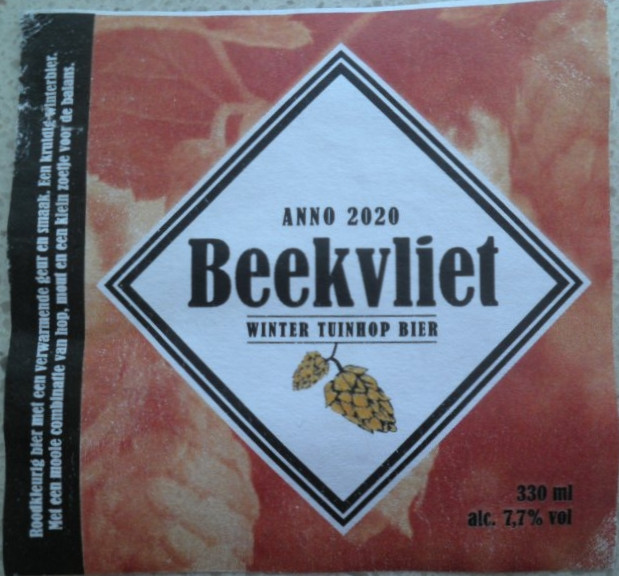 Roodkleurig bier met een verwarmende geur en smaak. Een kruidig winterbier.
Met een mooie combinatie van hop, mout en een klein zoetje voor de balans.
ANNO 2020
Beekvliet
WINTER TUINHOP BIER
330 ml
alc. 7,7% vol